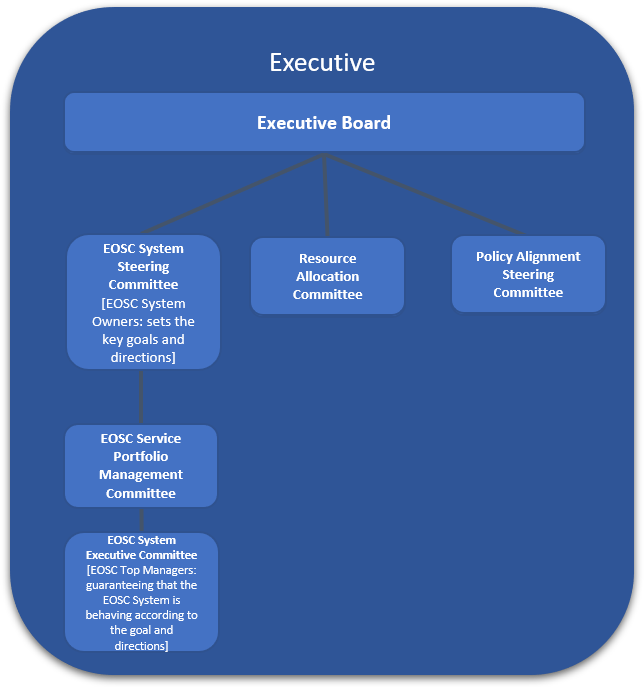 Executive
Executive Board
EOSC System
Steering
Committee
[EOSC System
Owners: sets the
key goals and
directions]
Resource
Allocation
Committee
Policy Alignment
Steering
Committee
EOSC Service
Portfolio
Management
Committee
EOSC System
Executive Committee
[EOSC Top Managers:
guaranteeing that the
EOSC System is
behaving according to
the goal and
directions]